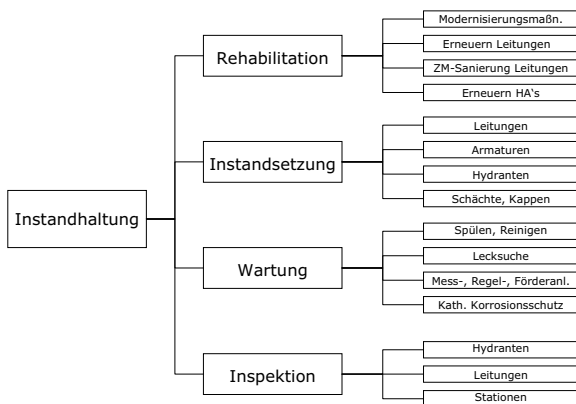 Instandhaltung
Rehabilitation
Modernisierungsmaßn.
Erneuern Leitungen
ZM-Sanierung Leitungen
Erneuern HA's
Instandsetzung
Leitungen
Armaturen
Hydranten
Schächte, Kappen
Wartung
Spülen, Reinigen
Lecksuche
Mess-, Regel-, Förderanl.
Kath. Korrosionsschutz
Inspektion
Hydranten
Leitungen
Stationen